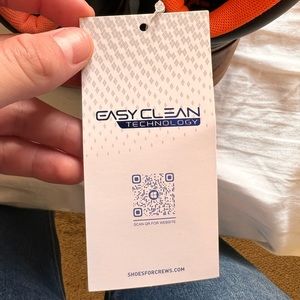 EASY CLEAN
TECHNOLOGY
SCAN QR FOR WEBSITE
SHOESFORCREWS.COM